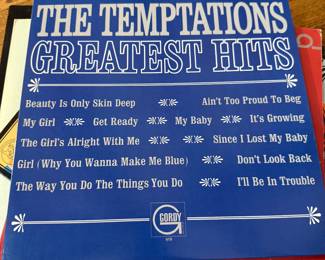 THE TEMPTATIONS
GREATEST HITS
Beauty Is Only Skin Deep Ain't Too Proud To Beg
My Girl Get Ready My Baby It's Growing
The Girl's Alright With Me Since I Lost My Baby
Girl (Why You Wanna Make Me Blue) Don't Look Back
The Way You Do The Things You Do I'll Be In Trouble
G
GORDY